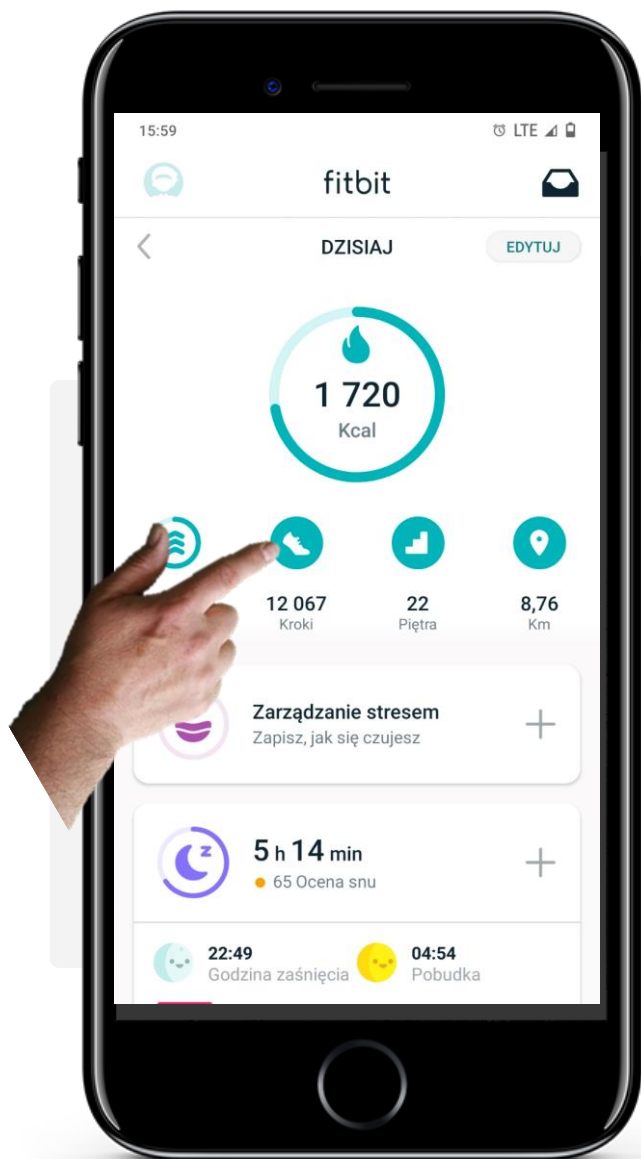 15:59 LTE
fitbit
DZISIAJ EDYTUJ
1 720
Kcal
12 067 22 8,76
Kroki Piętra Km
Zarządzanie stresem
Zapisz, jak się czujesz
z
5 h 14 min
65 Ocena snu
22:49 04:54
Godzina zaśnięcia Pobudka